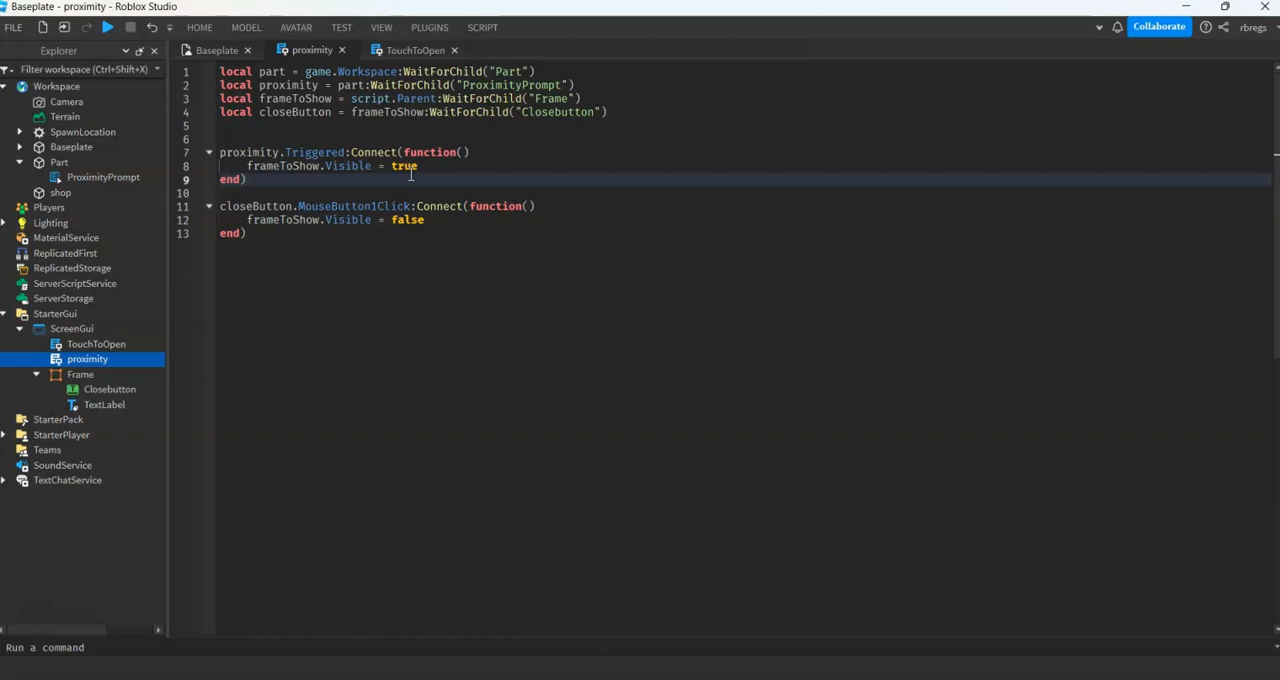 Baseplate - proximity - Roblox Studio
FILE HOME MODEL AVATAR TEST VIEW PLUGINS SCRIPT Collaborate rbregs
Explorer
Baseplate proximity TouchToOpen
Filter workspace (Ctrl+Shift+X)
Workspace
Camera
Terrain
SpawnLocation
Baseplate
Part
ProximityPrompt
shop
Players
Lighting
MaterialService
ReplicatedFirst
ReplicatedStorage
ServerScriptService
ServerStorage
StarterGui
ScreenGui
TouchToOpen
proximity
Frame
Closebutton
TextLabel
StarterPack
StarterPlayer
Teams
SoundService
TextChatService
1 local part = game.Workspace:WaitForChild("Part")
2 local proximity = part:WaitForChild("ProximityPrompt")
3 local frameToShow = script.Parent:WaitForChild("Frame")
4 local closeButton = frameToShow:WaitForChild("Closebutton")
5
6
7 proximity.Triggered:Connect(function()
8 frameToShow.Visible = true
9 end)
10
11 closeButton.MouseButton1Click:Connect(function()
12 frameToShow.Visible = false
13 end)
Run a command